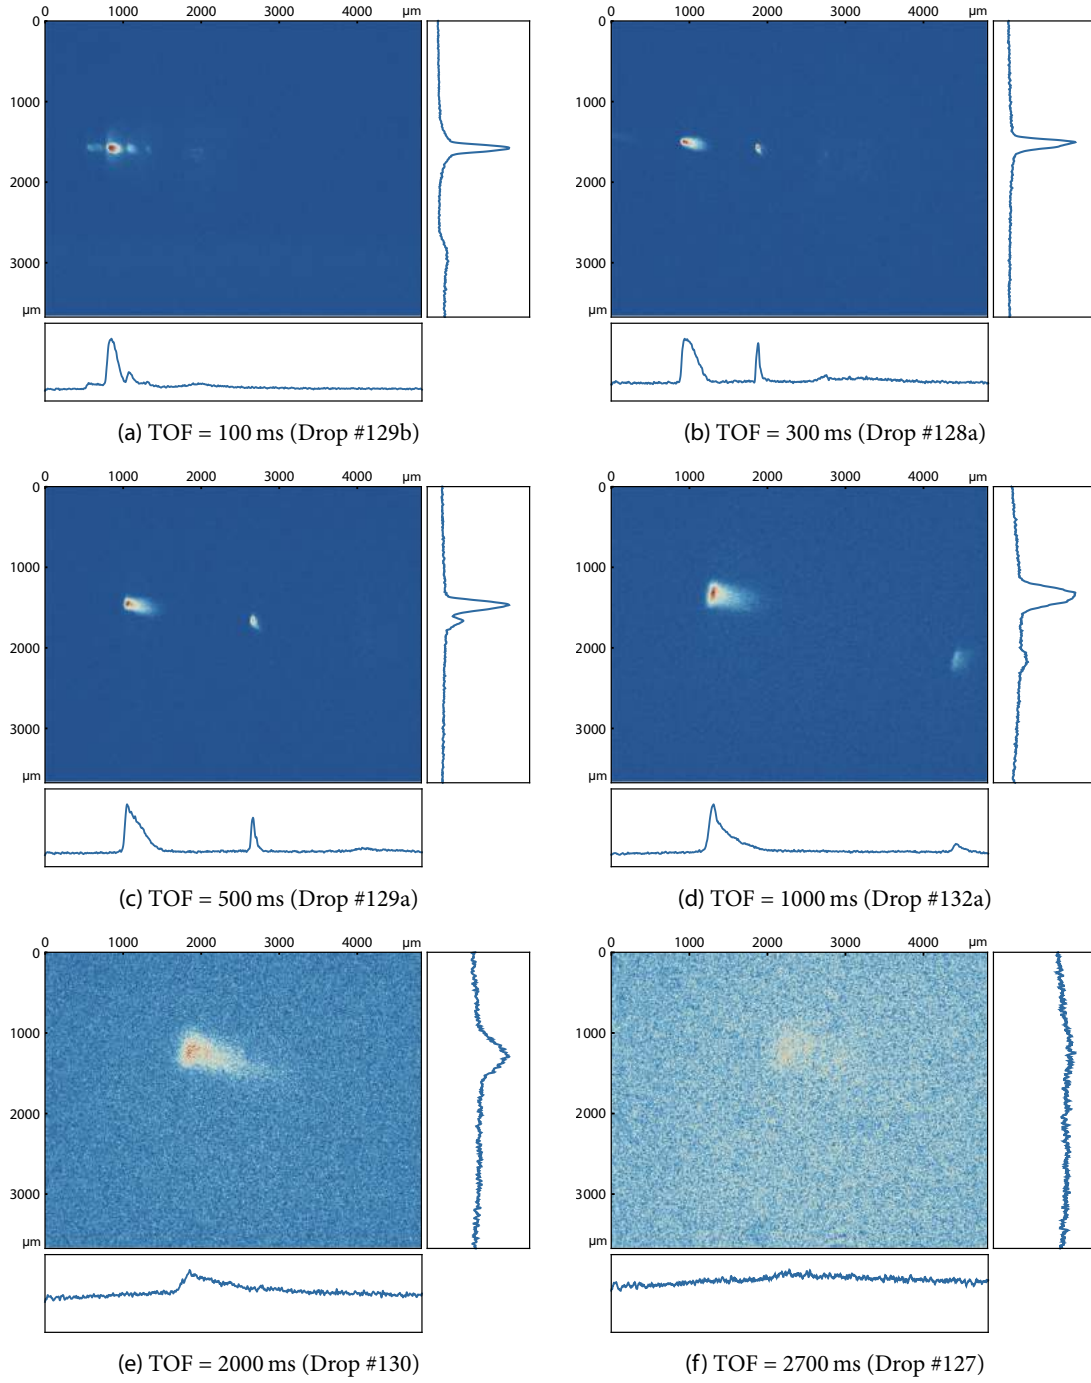 0 1000 2000 3000 4000 µm
0
1000
2000
3000
µm
(a) TOF = 100 ms (Drop #129b)
0 1000 2000 3000 4000 µm
0
1000
2000
3000
µm
(b) TOF = 300 ms (Drop #128a)
0 1000 2000 3000 4000 µm
0
1000
2000
3000
µm
(c) TOF = 500 ms (Drop #129a)
0 1000 2000 3000 4000 µm
0
1000
2000
3000
µm
(d) TOF = 1000 ms (Drop #132a)
0 1000 2000 3000 4000 µm
0
1000
2000
3000
µm
(e) TOF = 2000 ms (Drop #130)
0 1000 2000 3000 4000 µm
0
1000
2000
3000
µm
(f) TOF = 2700 ms (Drop #127)